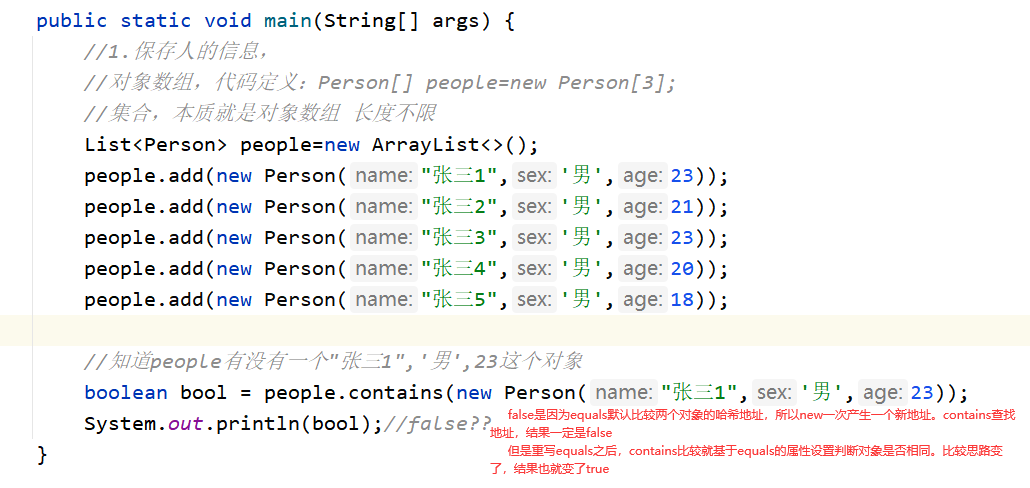 public static void main(String[] args) {
//1.保存人的信息，
//对象数组，代码定义：Person[] people=new Person[3];
//集合，本质就是对象数组 长度不限
List<Person> people=new ArrayList<>();
people.add(new Person( name: "张三1", sex: '男', age: 23));
people.add(new Person( name: "张三2", sex: '男', age: 21));
people.add(new Person( name: "张三3", sex: '男', age: 23));
people.add(new Person( name: "张三4", sex: '男', age: 20));
people.add(new Person( name: "张三5", sex: '男', age: 18));
//知道people有没有一个"张三1",'男',23这个对象
boolean bool = people.contains(new Person( name: "张三1", sex: '男', age: 23));
System.out.println(bool);//false??
false是因为equals默认比较两个对象的哈希地址，所以new一次产生一个新地址。contains查找
地址，结果一定是false
但是重写equals之后，contains比较就基于equals的属性设置判断对象是否相同。比较思路变
了，结果也就变了true
}